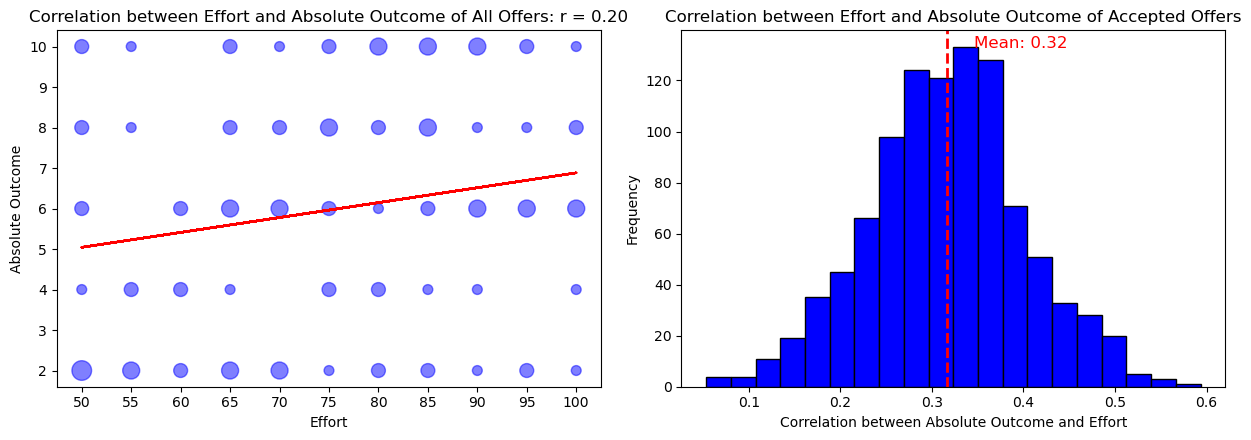 Correlation between Effort and Absolute Outcome of All Offers: r = 0.20
10
9
8
7
6
5
4
3
2
Absolute Outcome
50 55 60 65 70 75 80 85 90 95 100
Effort
Correlation between Effort and Absolute Outcome of Accepted Offers
Mean: 0.32
120
100
80
60
40
20
0
Frequency
0.1 0.2 0.3 0.4 0.5 0.6
Correlation between Absolute Outcome and Effort